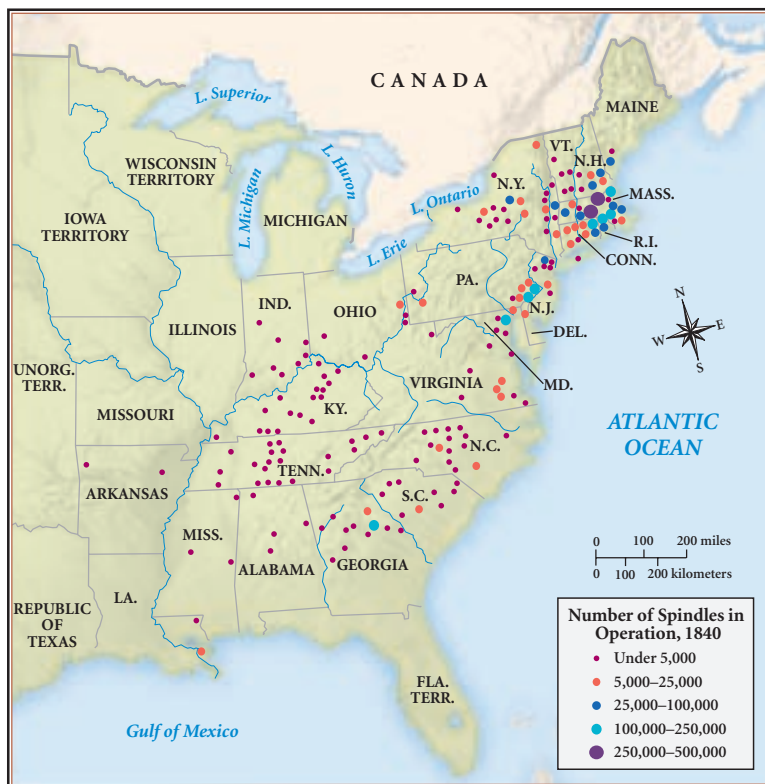 CANADA
L. Superior
MAINE
WISCONSIN
TERRITORY
L. Michigan
L. Huron
VT.
N.H.
N.Y.
MASS.
L. Ontario
IOWA
TERRITORY
MICHIGAN
L. Erie
R.I.
CONN.
PA.
IND.
OHIO
N.J.
ILLINOIS
DEL.
N
W
E
S
UNORG.
TERR.
MD.
VIRGINIA
MISSOURI
KY.
ATLANTIC
OCEAN
N.C.
TENN.
ARKANSAS
S.C.
MISS.
ALABAMA
GEORGIA
0 100 200 miles
0 100 200 kilometers
LA.
REPUBLIC
OF
TEXAS
FLA.
TERR.
Gulf of Mexico
Number of Spindles in
Operation, 1840
Under 5,000
5,000–25,000
25,000–100,000
100,000–250,000
250,000–500,000